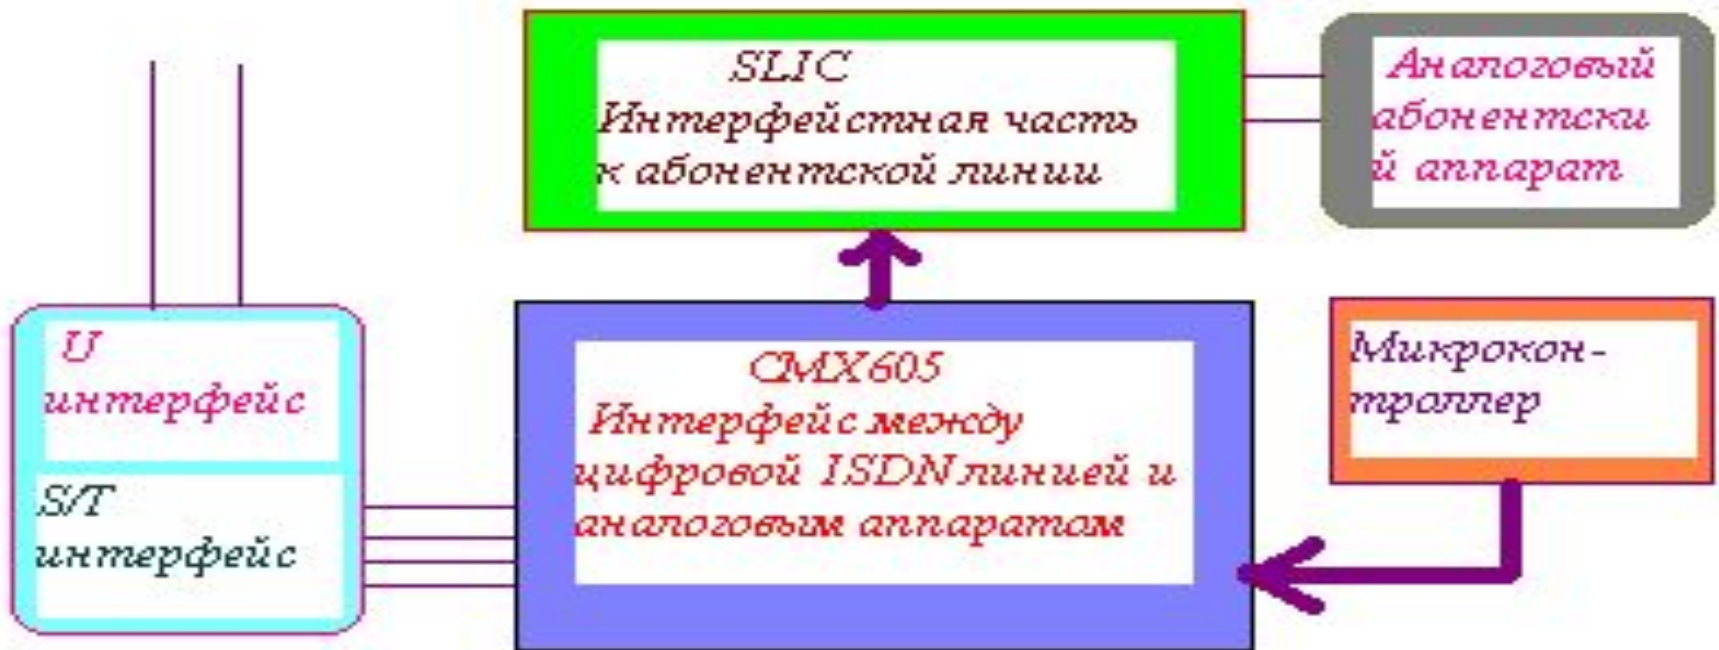 SLIC
Интерфейстная часть
к абонентской линии
Аналоговый
абонентски
й аппарат
U
интерфейс
S/T
интерфейс
CMX605
Интерфейс между
цифровой ISDN линией и
аналоговым аппаратом
Микрокон-
троллер